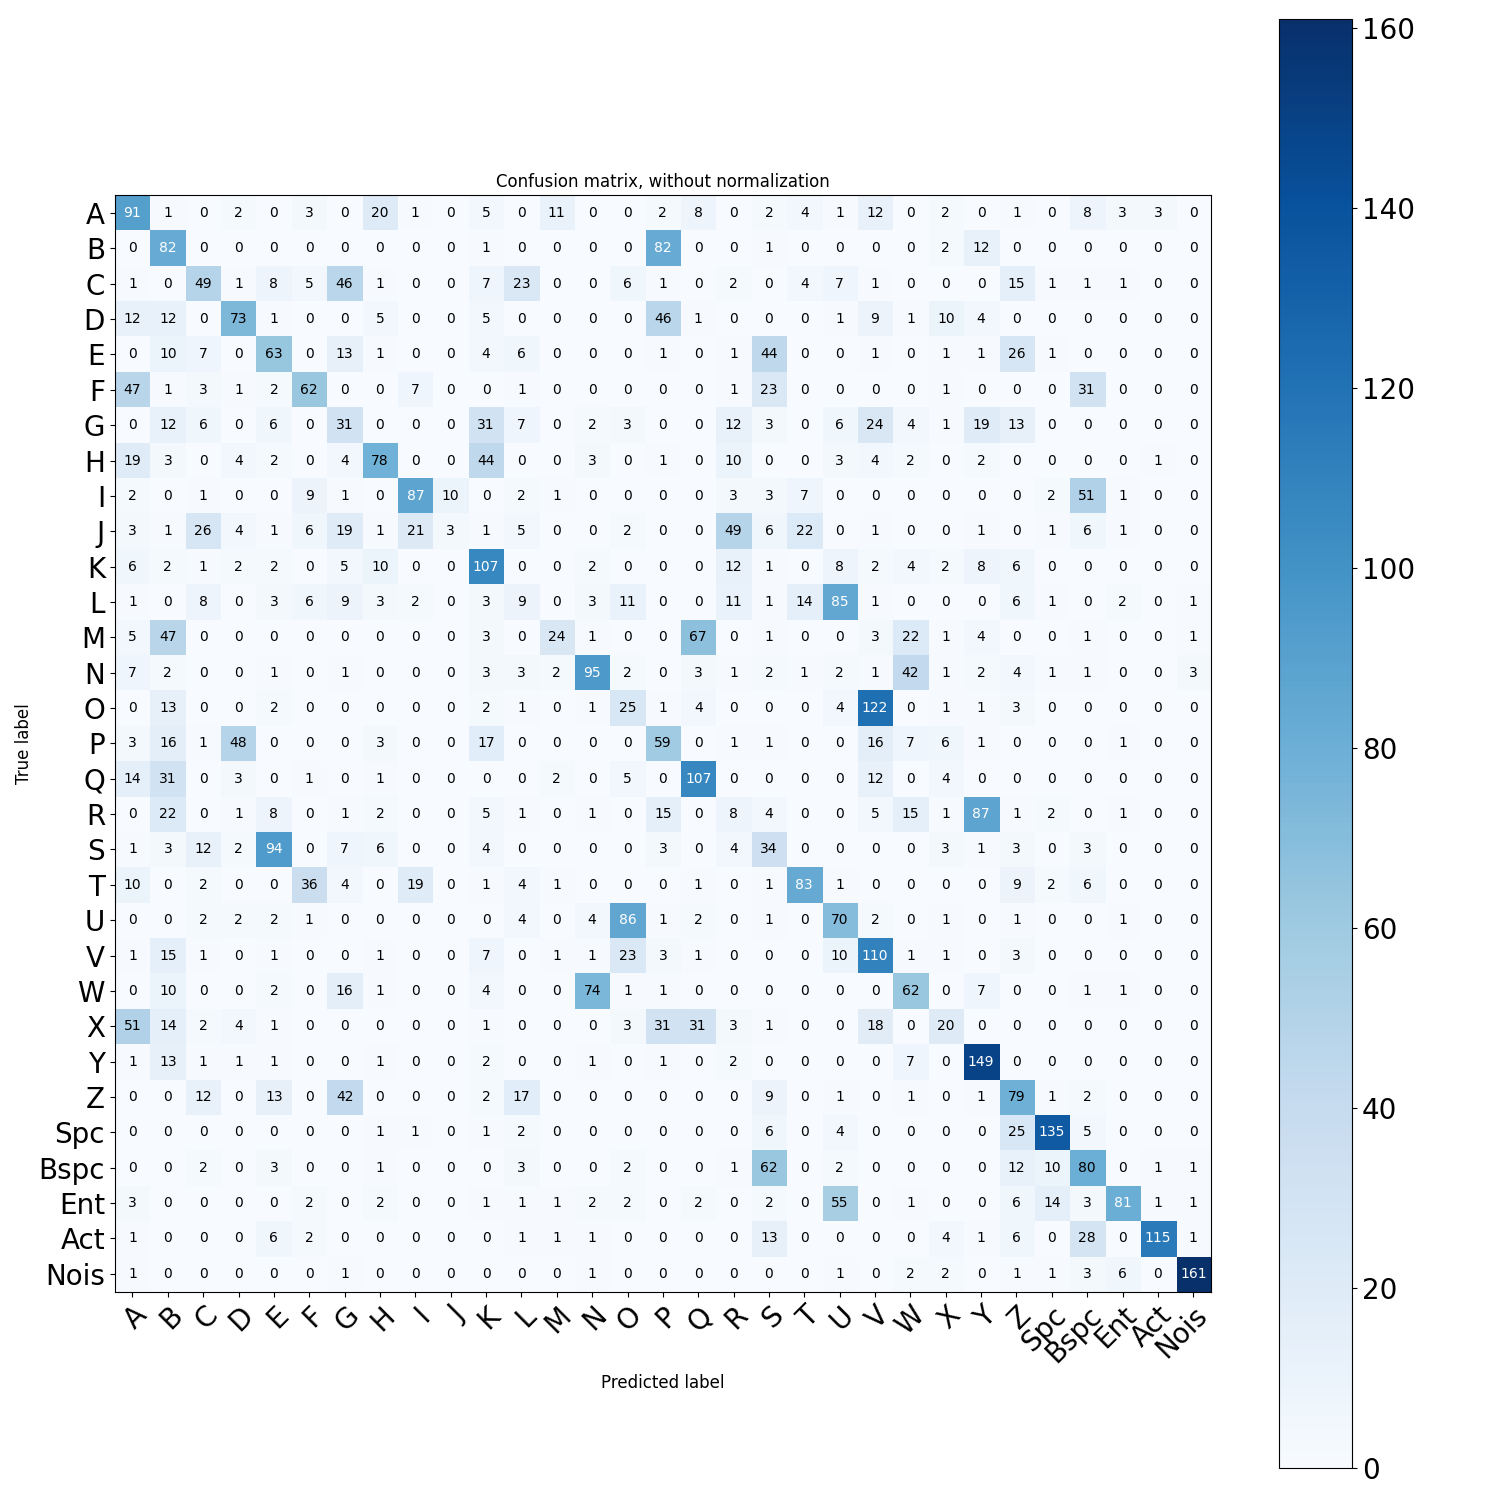 Confusion matrix, without normalization
A 91 1 0 2 0 3 0 20 1 0 5 0 11 0 0 2 8 0 2 4 1 12 0 2 0 1 0 8 3 3 0
B 0 82 0 0 0 0 0 0 0 0 1 0 0 0 0 82 0 0 1 0 0 0 0 2 12 0 0 0 0 0 0
C 1 0 49 1 8 5 46 1 0 0 7 23 0 0 6 1 0 2 0 4 7 1 0 0 0 15 1 1 1 0 0
D 12 12 0 73 1 0 0 5 0 0 5 0 0 0 0 46 1 0 0 0 1 9 1 10 4 0 0 0 0 0 0
E 0 10 7 0 63 0 13 1 0 0 4 6 0 0 0 1 0 1 44 0 0 1 0 1 1 26 1 0 0 0 0
F 47 1 3 1 2 62 0 0 7 0 0 1 0 0 0 0 0 1 23 0 0 0 0 1 0 0 0 31 0 0 0
G 0 12 6 0 6 0 31 0 0 0 31 7 0 2 3 0 0 12 3 0 6 24 4 1 19 13 0 0 0 0 0
H 19 3 0 4 2 0 4 78 0 0 44 0 0 3 0 1 0 10 0 0 3 4 2 0 2 0 0 0 0 1 0
I 2 0 1 0 0 9 1 0 87 10 0 2 1 0 0 0 0 3 3 7 0 0 0 0 0 0 2 51 1 0 0
J 3 1 26 4 1 6 19 1 21 3 1 5 0 0 2 0 0 49 6 22 0 1 0 0 1 0 1 6 1 0 0
K 6 2 1 2 2 0 5 10 0 0 107 0 0 2 0 0 0 12 1 0 8 2 4 2 8 6 0 0 0 0 0
L 1 0 8 0 3 6 9 3 2 0 3 9 0 3 11 0 0 11 1 14 85 1 0 0 0 6 1 0 2 0 1
M 5 47 0 0 0 0 0 0 0 0 3 0 24 1 0 0 67 0 1 0 0 3 22 1 4 0 0 1 0 0 1
N 7 2 0 0 1 0 1 0 0 0 3 3 2 95 2 0 3 1 2 1 2 1 42 1 2 4 1 1 0 0 3
O 0 13 0 0 2 0 0 0 0 0 2 1 0 1 25 1 4 0 0 0 4 122 0 1 1 3 0 0 0 0 0
P 3 16 1 48 0 0 0 3 0 0 17 0 0 0 0 59 0 1 1 0 0 16 7 6 1 0 0 0 1 0 0
Q 14 31 0 3 0 1 0 1 0 0 0 0 2 0 5 0 107 0 0 0 0 12 0 4 0 0 0 0 0 0 0
R 0 22 0 1 8 0 1 2 0 0 5 1 0 1 0 15 0 8 4 0 0 5 15 1 87 1 2 0 1 0 0
S 1 3 12 2 94 0 7 6 0 0 4 0 0 0 0 3 0 4 34 0 0 0 0 3 1 3 0 3 0 0 0
T 10 0 2 0 0 36 4 0 19 0 1 4 1 0 0 0 1 0 1 83 1 0 0 0 0 9 2 6 0 0 0
U 0 0 2 2 2 1 0 0 0 0 0 4 0 4 86 1 2 0 1 0 70 2 0 1 0 1 0 0 1 0 0
V 1 15 1 0 1 0 0 1 0 0 7 0 1 1 23 3 1 0 0 0 10 110 1 1 0 3 0 0 0 0 0
W 0 10 0 0 2 0 16 1 0 0 4 0 0 74 1 1 0 0 0 0 0 0 62 0 7 0 0 1 1 0 0
X 51 14 2 4 1 0 0 0 0 0 1 0 0 0 3 31 31 3 1 0 0 18 0 20 0 0 0 0 0 0 0
Y 1 13 1 1 1 0 0 1 0 0 2 0 0 1 0 1 0 2 0 0 0 0 7 0 149 0 0 0 0 0 0
Z 0 0 12 0 13 0 42 0 0 0 2 17 0 0 0 0 0 0 9 0 1 0 1 0 1 79 1 2 0 0 0
Spc 0 0 0 0 0 0 0 1 1 0 1 2 0 0 0 0 0 0 6 0 4 0 0 0 0 25 135 5 0 0 0
Bspc 0 0 2 0 3 0 0 1 0 0 0 3 0 0 2 0 0 1 62 0 2 0 0 0 0 12 10 80 0 1 1
Ent 3 0 0 0 0 2 0 2 0 0 1 1 1 2 2 0 2 0 2 0 55 0 1 0 0 6 14 3 81 1 1
Act 1 0 0 0 6 2 0 0 0 0 0 1 1 1 0 0 0 0 13 0 0 0 0 4 1 6 0 28 0 115 1
Nois 1 0 0 0 0 0 1 0 0 0 0 0 0 1 0 0 0 0 0 0 1 0 2 2 0 1 1 3 6 0 161
A B C D E F G H I J K L M N O P Q R S T U V W X Y Z Spc Bspc Ent Act Nois
Predicted label
True label
160
140
120
100
80
60
40
20
0